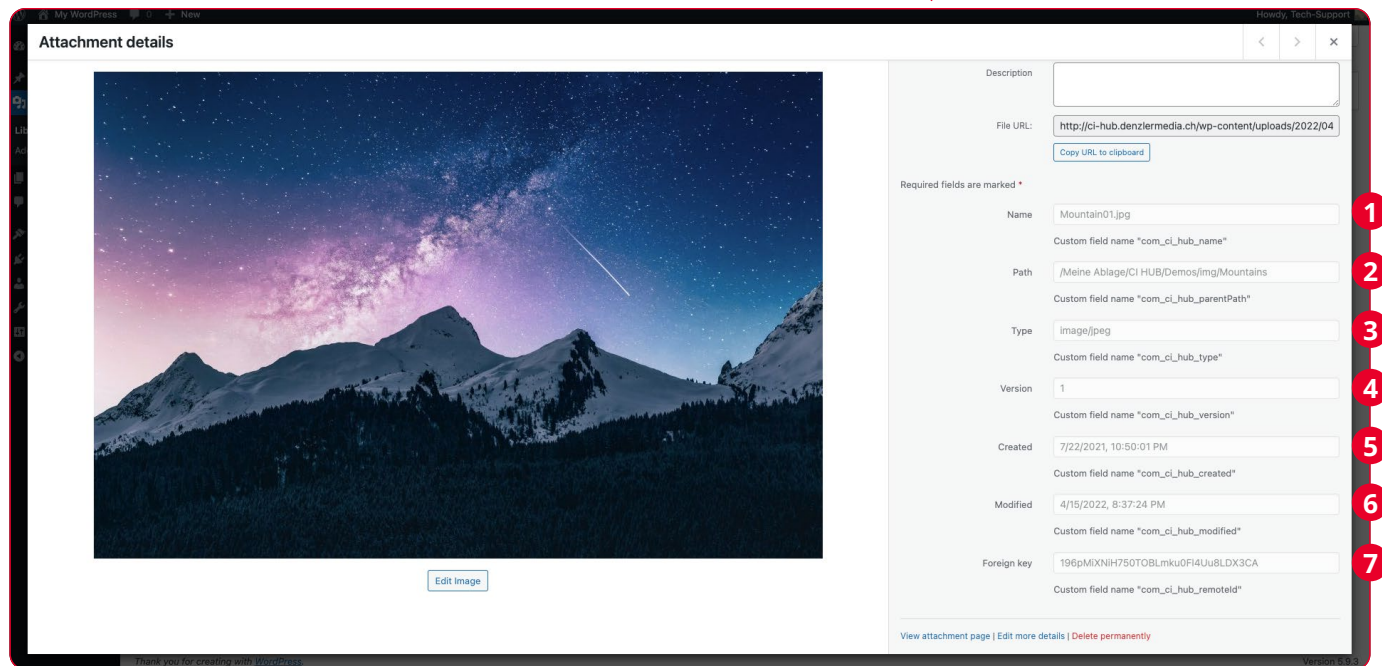 My WordPress 0 + New Howdy, Tech-Support
Attachment details
Description
File URL: http://ci-hub.denzlermedia.ch/wp-content/uploads/2022/04
Copy URL to clipboard
Required fields are marked *
Name Mountain01.jpg 1
Custom field name "com_ci_hub_name"
Path /Meine Ablage/CI HUB/Demos/img/Mountains 2
Custom field name "com_ci_hub_parentPath"
Type image/jpeg 3
Custom field name "com_ci_hub_type"
Version 1 4
Custom field name "com_ci_hub_version"
Created 7/22/2021, 10:50:01 PM 5
Custom field name "com_ci_hub_created"
Modified 4/15/2022, 8:37:24 PM 6
Custom field name "com_ci_hub_modified"
Foreign key 7
Edit Image
Custom field name "com_ci_hub_remoteId"
View attachment page | Edit more details | Delete permanently
Thank you for creating with WordPress. Version 5.9.3